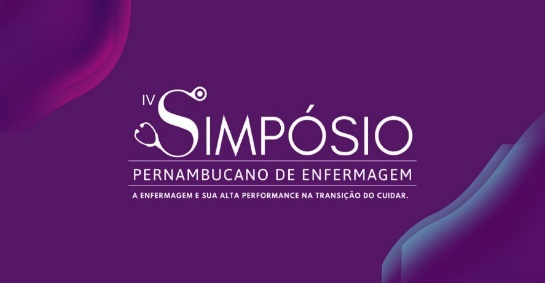 IV
SIMPÓSIO
PERNAMBUCANO DE ENFERMAGEM
A ENFERMAGEM E SUA ALTA PERFORMANCE NA TRANSIÇÃO DO CUIDAR.